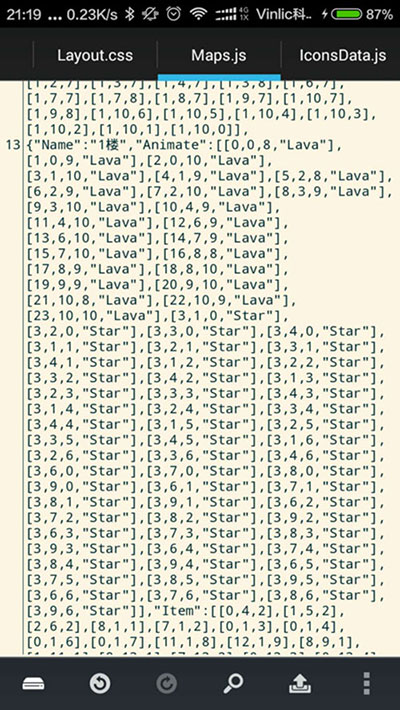 21:19 ... 0.23K/s 4G 1X Vinlic科.. 87%
Layout.css Maps.js IconsData.js
[1,2,7],[1,3,7],[1,4,7],[1,3,8],[1,6,7],
[1,7,7],[1,7,8],[1,8,7],[1,9,7],[1,10,7],
[1,9,8],[1,10,6],[1,10,5],[1,10,4],[1,10,3],
[1,10,2],[1,10,1],[1,10,0]],
13 {"Name":"1楼","Animate":[[0,0,8,"Lava"],
[1,0,9,"Lava"],[2,0,10,"Lava"],
[3,1,10,"Lava"],[4,1,9,"Lava"],[5,2,8,"Lava"],
[6,2,9,"Lava"],[7,2,10,"Lava"],[8,3,9,"Lava"],
[9,3,10,"Lava"],[10,4,9,"Lava"],
[11,4,10,"Lava"],[12,6,9,"Lava"],
[13,6,10,"Lava"],[14,7,9,"Lava"],
[15,7,10,"Lava"],[16,8,8,"Lava"],
[17,8,9,"Lava"],[18,8,10,"Lava"],
[19,9,9,"Lava"],[20,9,10,"Lava"],
[21,10,8,"Lava"],[22,10,9,"Lava"],
[23,10,10,"Lava"],[3,1,0,"Star"],
[3,2,0,"Star"],[3,3,0,"Star"],[3,4,0,"Star"],
[3,1,1,"Star"],[3,2,1,"Star"],[3,3,1,"Star"],
[3,4,1,"Star"],[3,1,2,"Star"],[3,2,2,"Star"],
[3,3,2,"Star"],[3,4,2,"Star"],[3,1,3,"Star"],
[3,2,3,"Star"],[3,3,3,"Star"],[3,4,3,"Star"],
[3,1,4,"Star"],[3,2,4,"Star"],[3,3,4,"Star"],
[3,4,4,"Star"],[3,1,5,"Star"],[3,2,5,"Star"],
[3,3,5,"Star"],[3,4,5,"Star"],[3,1,6,"Star"],
[3,2,6,"Star"],[3,3,6,"Star"],[3,4,6,"Star"],
[3,6,0,"Star"],[3,7,0,"Star"],[3,8,0,"Star"],
[3,9,0,"Star"],[3,6,1,"Star"],[3,7,1,"Star"],
[3,8,1,"Star"],[3,9,1,"Star"],[3,6,2,"Star"],
[3,7,2,"Star"],[3,8,2,"Star"],[3,9,2,"Star"],
[3,6,3,"Star"],[3,7,3,"Star"],[3,8,3,"Star"],
[3,9,3,"Star"],[3,6,4,"Star"],[3,7,4,"Star"],
[3,8,4,"Star"],[3,9,4,"Star"],[3,6,5,"Star"],
[3,7,5,"Star"],[3,8,5,"Star"],[3,9,5,"Star"],
[3,6,6,"Star"],[3,7,6,"Star"],[3,8,6,"Star"],
[3,9,6,"Star"]],"Item":[[0,4,2],[1,5,2],
[2,6,2],[8,1,1],[7,1,2],[0,1,3],[0,1,4],
[0,1,6],[0,1,7],[11,1,8],[12,1,9],[8,9,1],